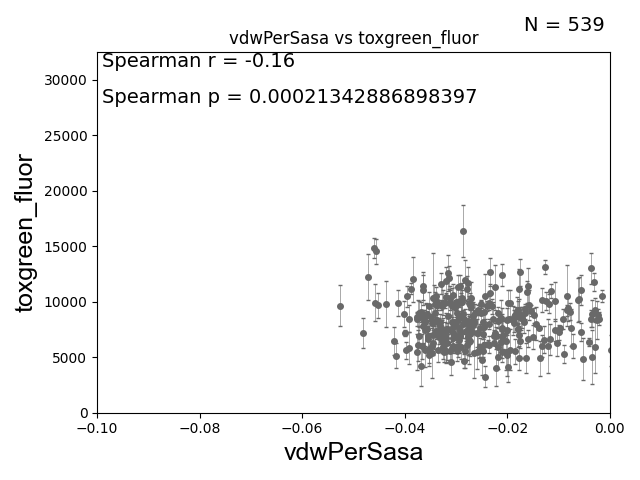 N = 539
vdwPerSasa vs toxgreen_fluor
Spearman r = -0.16
Spearman p = 0.00021342886898397
30000
25000
20000
15000
10000
5000
0
toxgreen_fluor
−0.10 −0.08 −0.06 −0.04 −0.02 0.00
vdwPerSasa